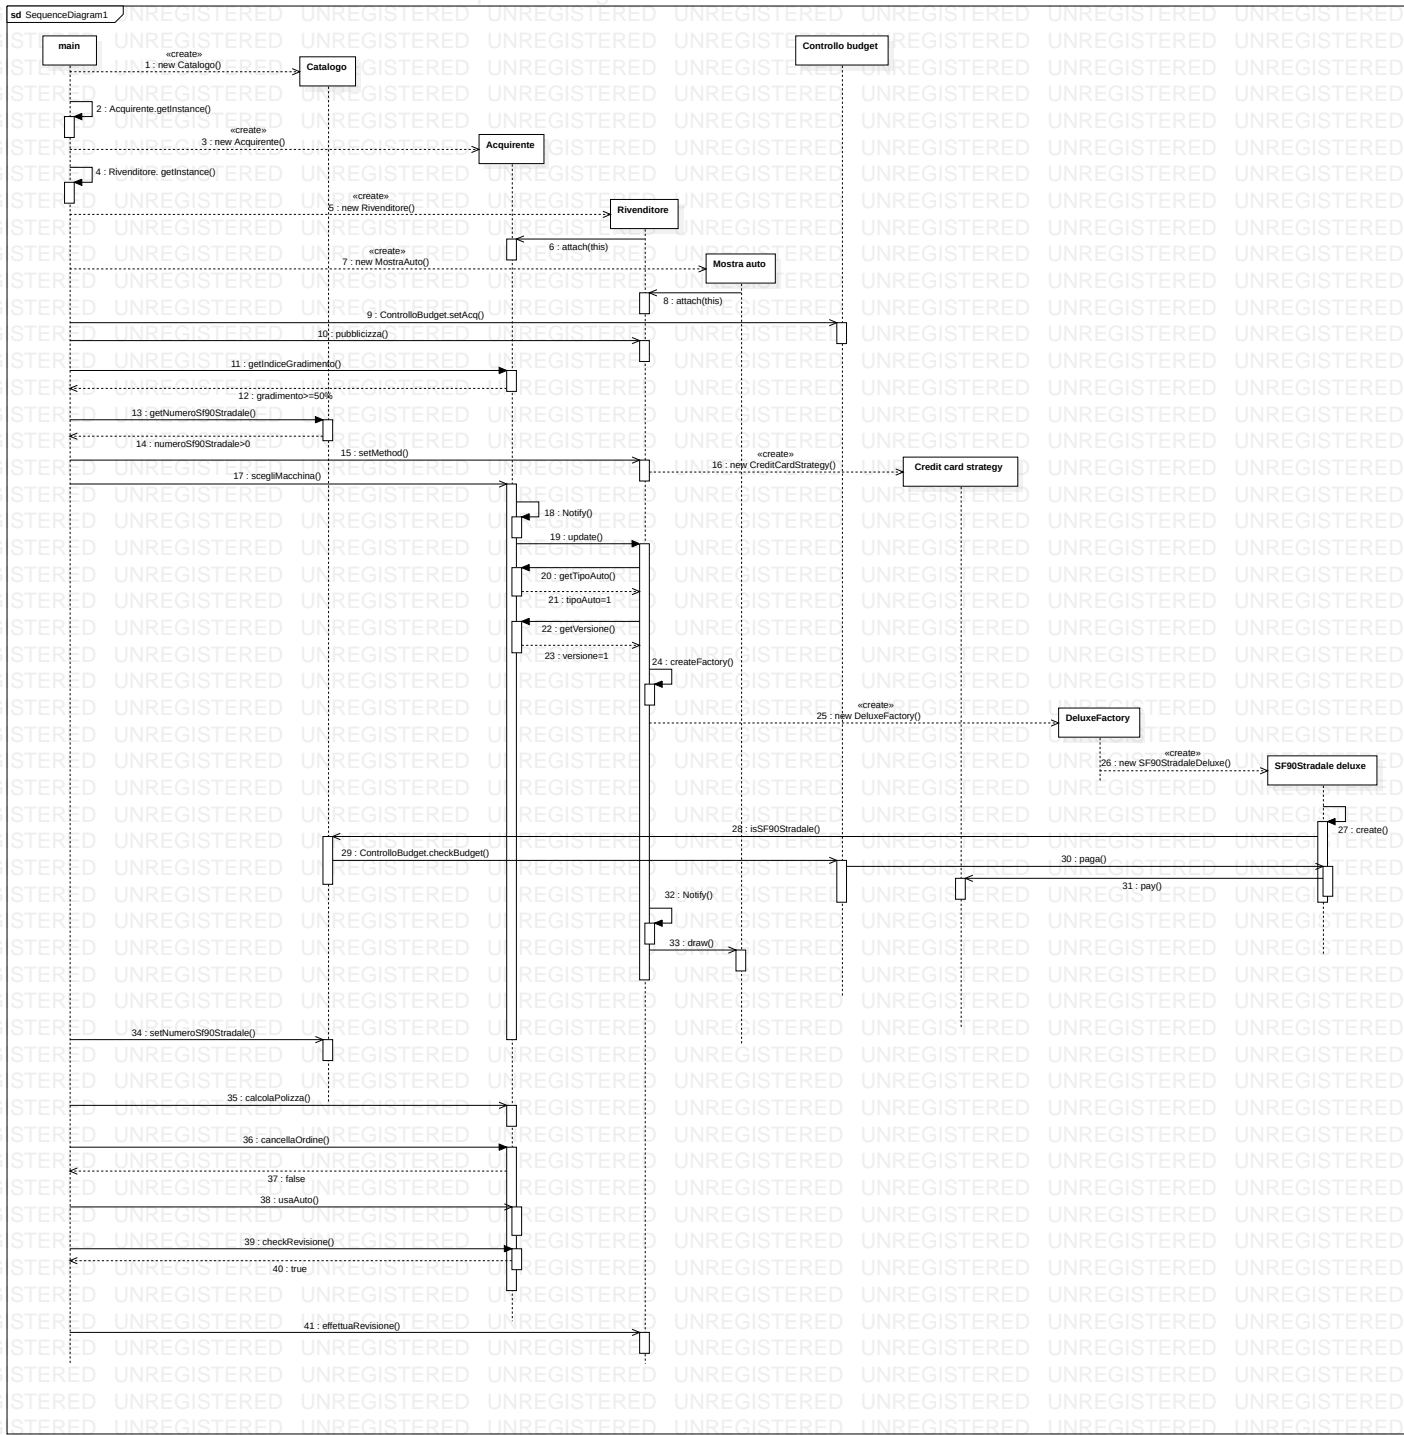 sd SequenceDiagram1
main
Controllo budget
«create»
1 : new Catalogo()
Catalogo
2 : Acquirente.getInstance()
«create»
3 : new Acquirente()
Acquirente
4 : Rivenditore. getInstance()
«create»
5 : new Rivenditore()
Rivenditore
6 : attach(this)
«create»
7 : new MostraAuto()
Mostra auto
8 : attach(this)
9 : ControlloBudget.setAcq()
10 : pubblicizza()
11 : getIndiceGradimento()
12 : gradimento>=50%
13 : getNumeroSf90Stradale()
14 : numeroSf90Stradale>0
15 : setMethod()
«create»
16 : new CreditCardStrategy()
Credit card strategy
17 : scegliMacchina()
18 : Notify()
19 : update()
20 : getTipoAuto()
21 : tipoAuto=1
22 : getVersione()
23 : versione=1
24 : createFactory()
«create»
25 : new DeluxeFactory()
DeluxeFactory
«create»
26 : new SF90StradaleDeluxe()
SF90Stradale deluxe
27 : create()
28 : isSF90Stradale()
29 : ControlloBudget.checkBudget()
30 : paga()
31 : pay()
32 : Notify()
33 : draw()
34 : setNumeroSf90Stradale()
35 : calcolaPolizza()
36 : cancellaOrdine()
37 : false
38 : usaAuto()
39 : checkRevisione()
40 : true
41 : effettuaRevisione()
UNREGISTERED